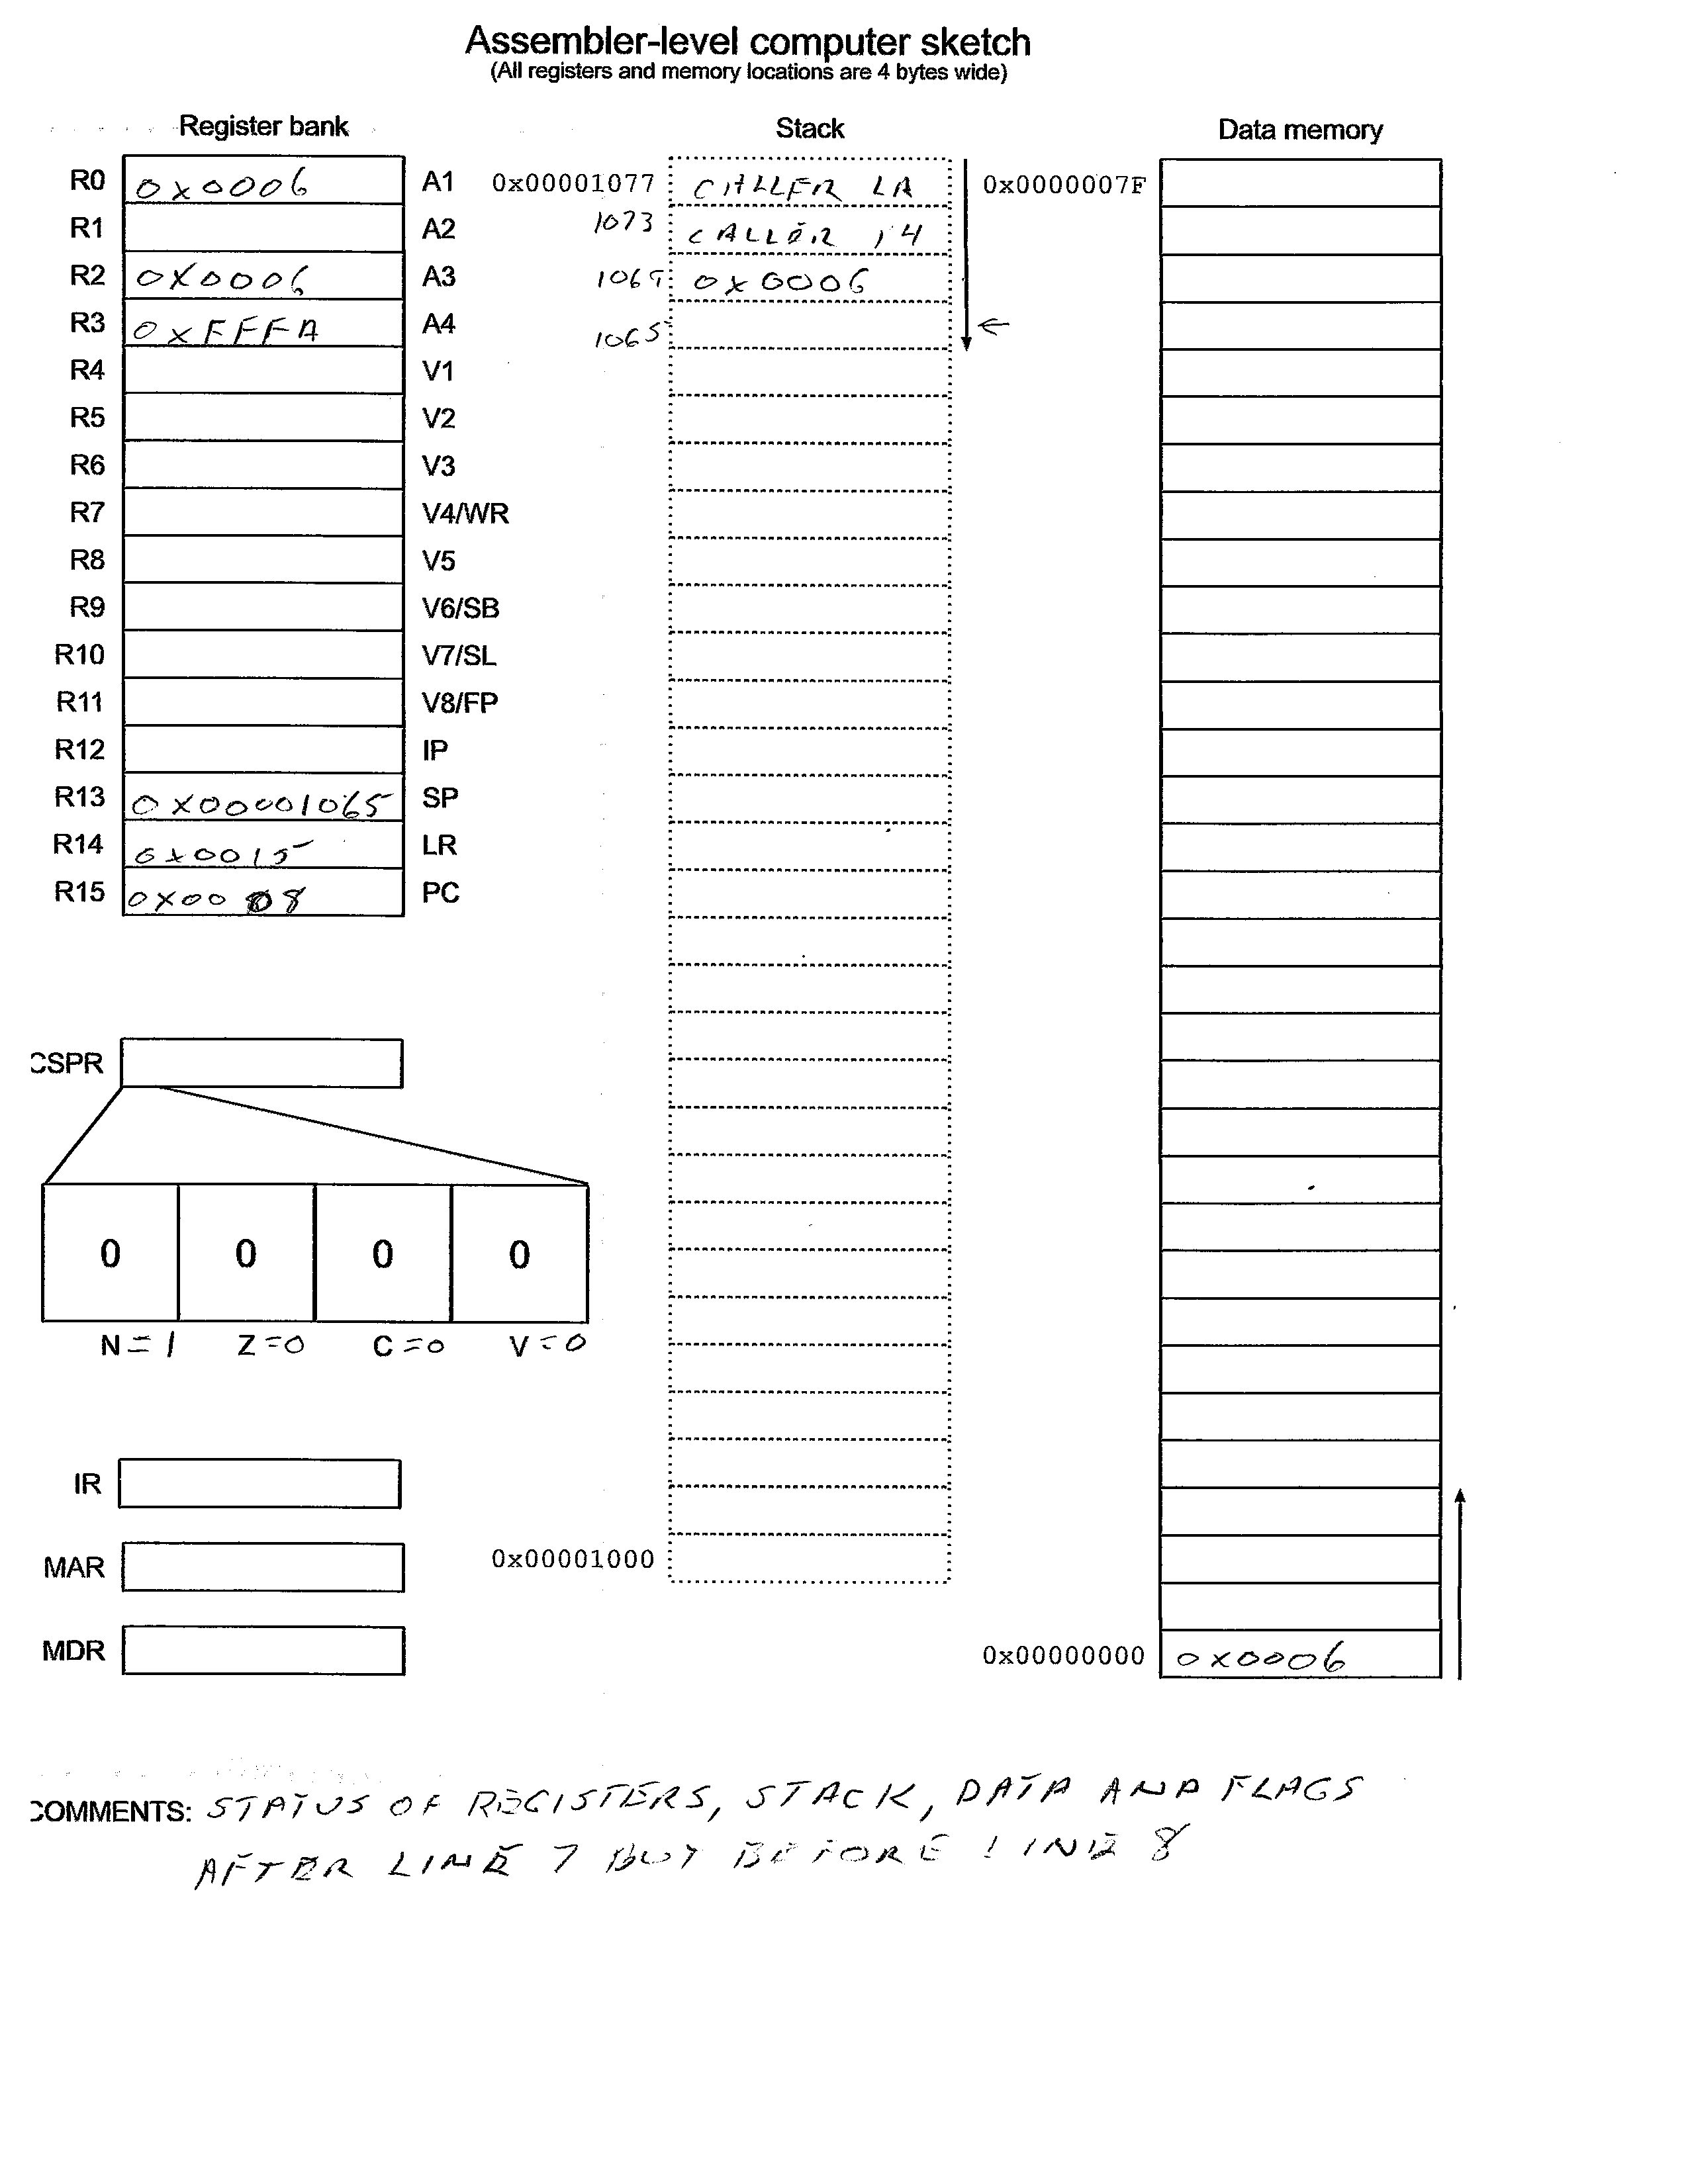 Assembler-level computer sketch
(All registers and memory locations are 4 bytes wide)
Register bank
R0 0x0006 A1
R1 A2
R2 0x0006 A3
R3 0xFFFA A4
R4 V1
R5 V2
R6 V3
R7 V4/WR
R8 V5
R9 V6/SB
R10 V7/SL
R11 V8/FP
R12 IP
R13 0x00001065 SP
R14 0x0015 LR
R15 0x0008 PC
CSPR
0 0 0 0
N=1 Z=0 C=0 V=0
IR
MAR
MDR
Stack
0x00001077 CALLER LR
1073 CALLER
1069 0x0006
1065
0x00001000
Data memory
0x0000007F
0x00000000 0x0006
COMMENTS: STATUS OF REGISTERS, STACK, DATA AND FLAGS
AFTER LINE 7 BUT BEFORE LINE 8